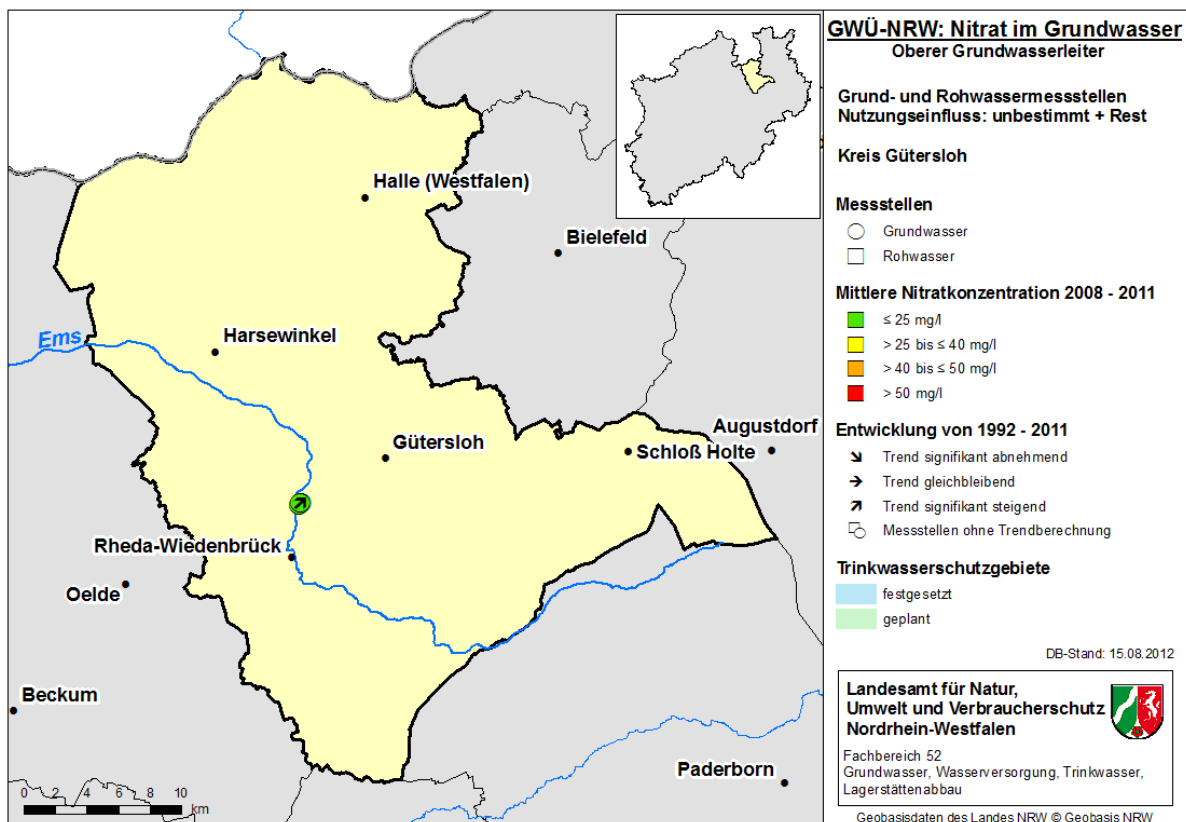 Halle (Westfalen)
Bielefeld
Ems
Harsewinkel
Gütersloh
Augustdorf
Schloß Holte
Rheda-Wiedenbrück
Oelde
Beckum
Paderborn
0 2 4 6 8 10
km
GWÜ-NRW: Nitrat im Grundwasser
Oberer Grundwasserleiter
Grund- und Rohwassermessstellen
Nutzungseinfluss: unbestimmt + Rest
Kreis Gütersloh
Messstellen
Grundwasser
Rohwasser
Mittlere Nitratkonzentration 2008 - 2011
≤ 25 mg/l
> 25 bis ≤ 40 mg/l
> 40 bis ≤ 50 mg/l
> 50 mg/l
Entwicklung von 1992 - 2011
Trend signifikant abnehmend
Trend gleichbleibend
Trend signifikant steigend
Messstellen ohne Trendberechnung
Trinkwasserschutzgebiete
festgesetzt
geplant
DB-Stand: 15.08.2012
Landesamt für Natur,
Umwelt und Verbraucherschutz
Nordrhein-Westfalen
Fachbereich 52
Grundwasser, Wasserversorgung, Trinkwasser,
Lagerstättenabbau
Geobasisdaten des Landes NRW © Geobasis NRW